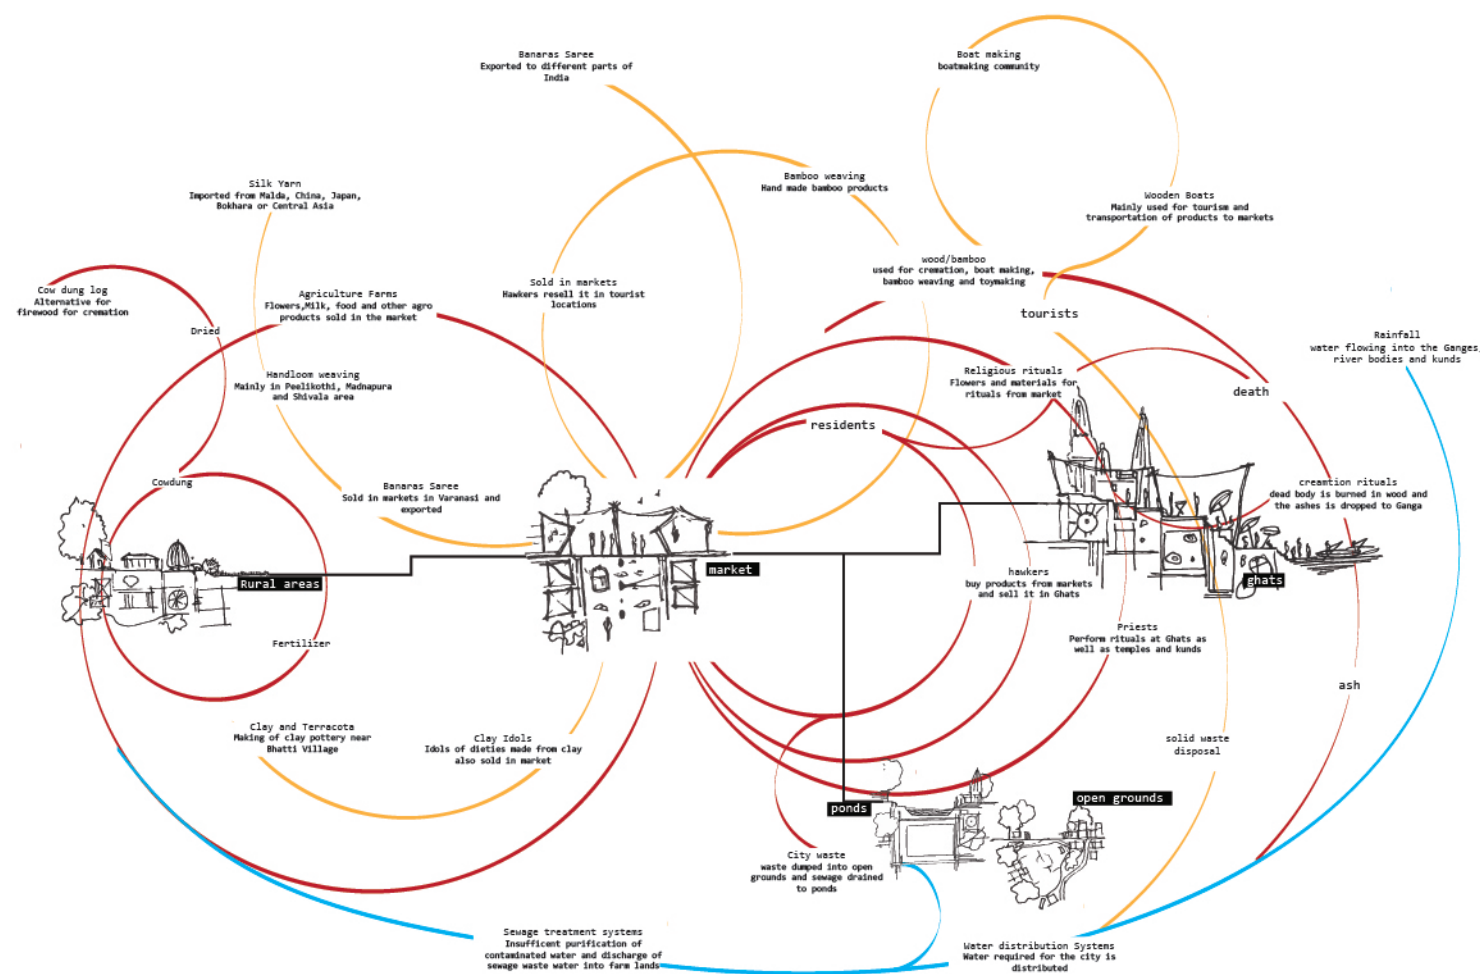 Banaras Saree
Exported to different parts of
India
Boat making
boatmaking community
Silk Yarn
Imported from Malda, China, Japan,
Bokhara or Central Asia
Bamboo weaving
Hand made bamboo products
Wooden Boats
Mainly used for tourism and
transportation of products to markets
Cow dung log
Alternative for
firewood for cremation
Dried
Agriculture Farms
Flowers,Milk, food and other agro
products sold in the market
Sold in markets
Hawkers resell it in tourist
locations
wood/bamboo
used for cremation, boat making,
bamboo weaving and toymaking
tourists
Rainfall
water flowing into the Ganges,
river bodies and kunds
Handloom weaving
Mainly in Peelikothi, Madnapura
and Shivala area
Religious rituals
Flowers and materials for
rituals from market
death
residents
Cowdung
Banaras Saree
Sold in markets in Varanasi and
exported
creamtion rituals
dead body is burned in wood and
the ashes is dropped to Ganga
Rural areas
market
hawkers
buy products from markets
and sell it in Ghats
ghats
Fertilizer
Priests
Perform rituals at Ghats as
well as temples and kunds
ash
Clay and Terracota
Making of clay pottery near
Bhatti Village
Clay Idols
Idols of dieties made from clay
also sold in market
solid waste
disposal
ponds
open grounds
City waste
waste dumped into open
grounds and sewage drained
to ponds
Sewage treatment systems
Insufficent purification of
contaminated water and discharge of
sewage waste water into farm lands
Water distribution Systems
Water required for the city is
distributed